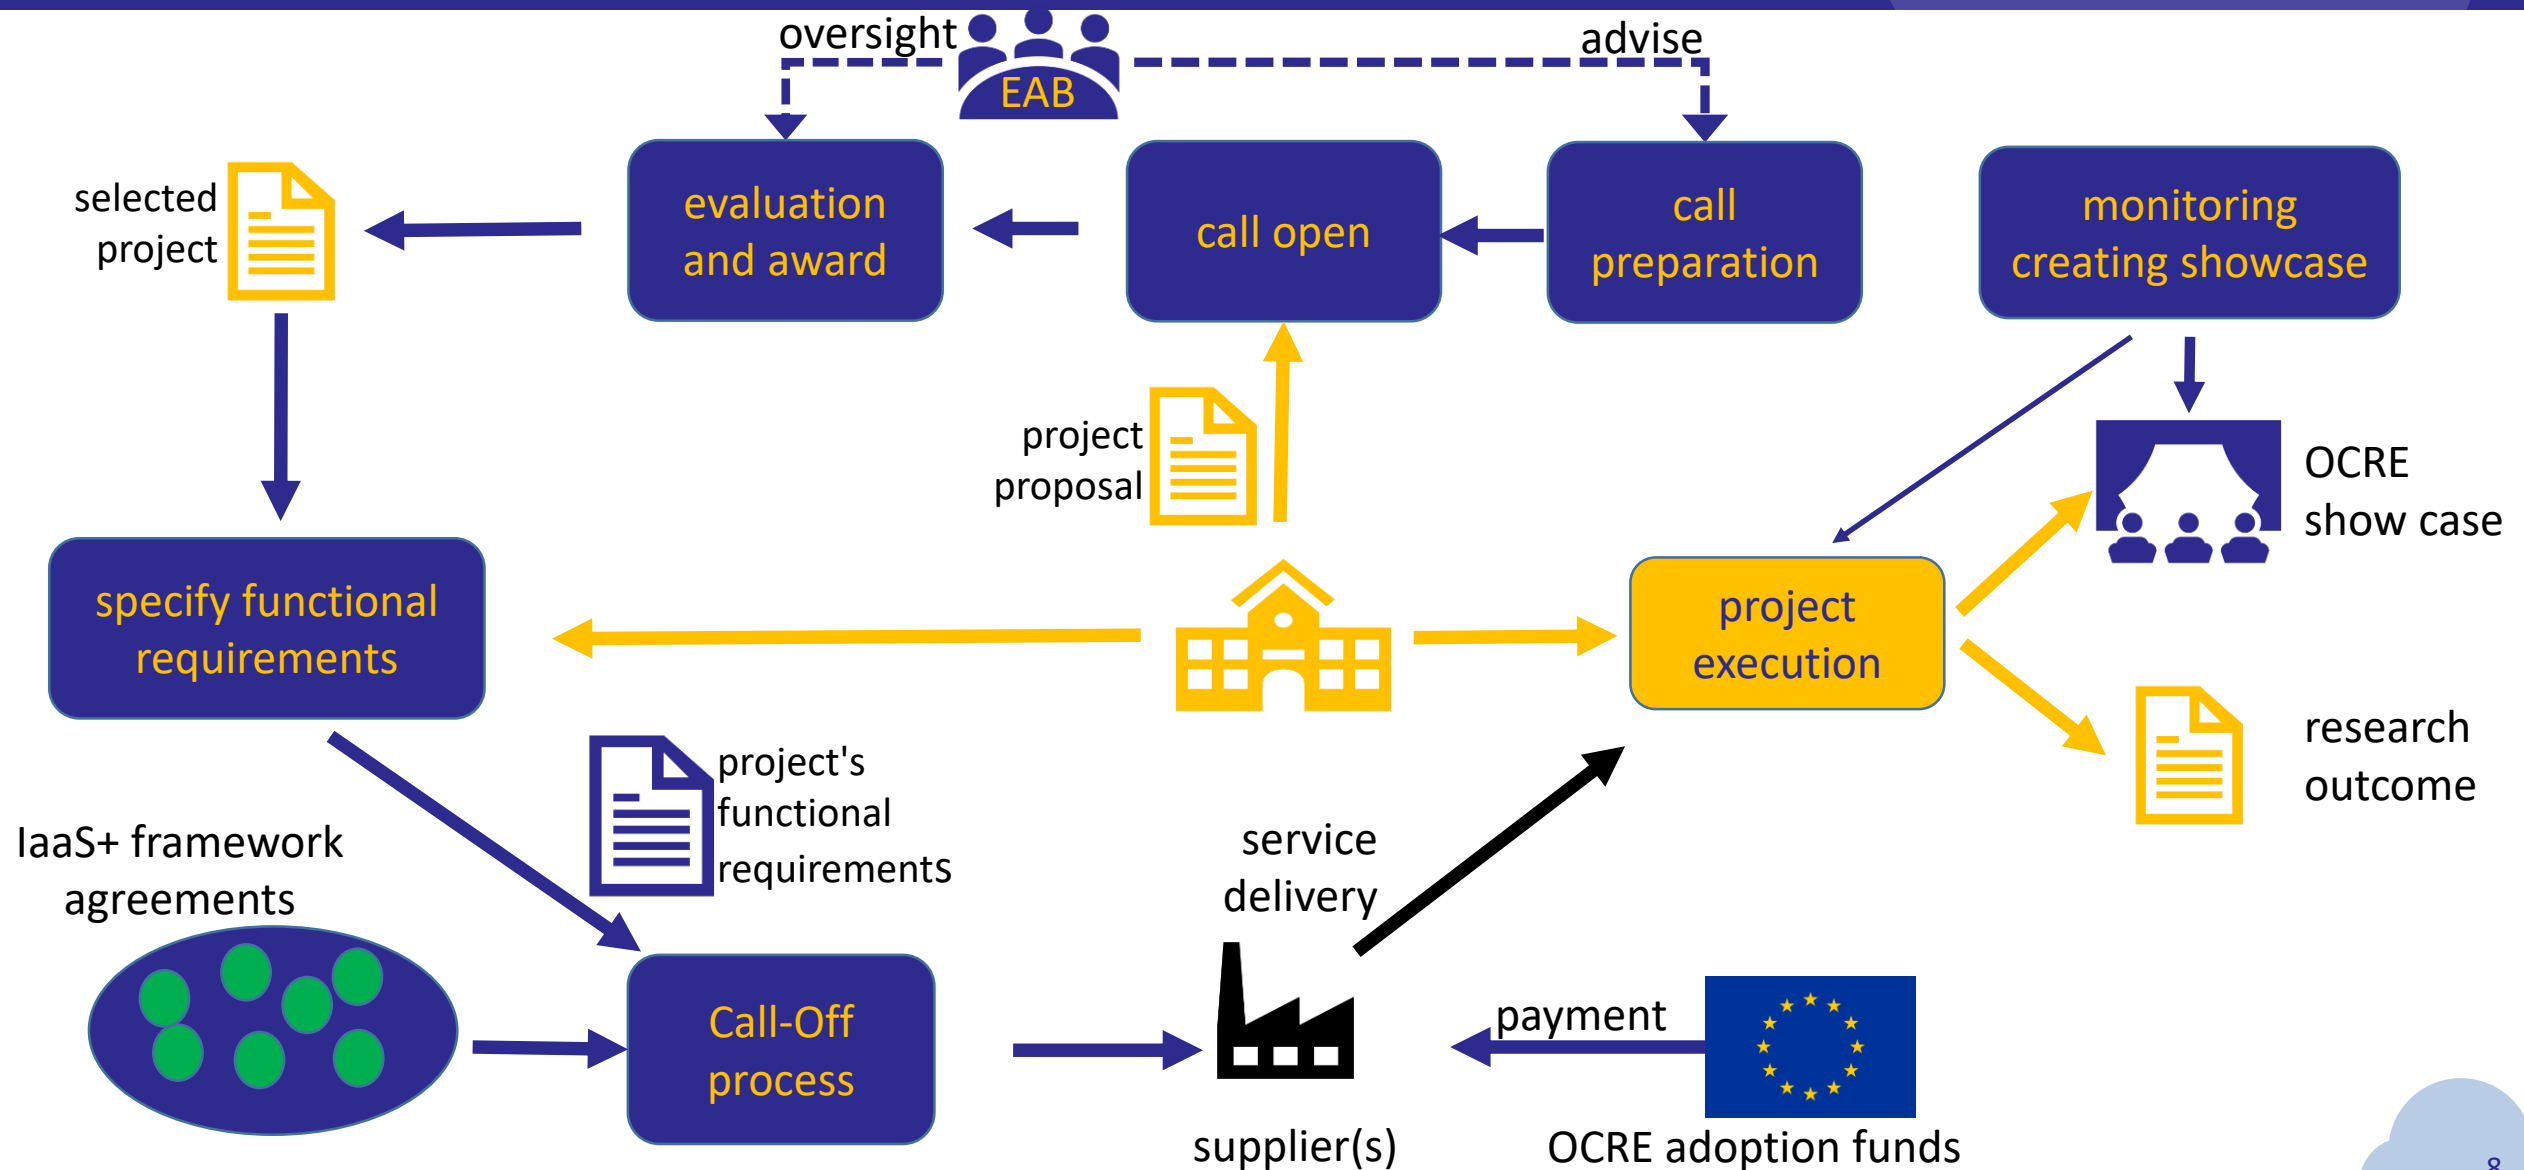 oversight
advise
EAB
selected
project
evaluation
and award
call open
call
preparation
monitoring
creating showcase
project
proposal
OCRE
show case
specify functional
requirements
project
execution
project's
functional
requirements
research
outcome
IaaS+ framework
agreements
service
delivery
Call-Off
process
payment
supplier(s)
OCRE adoption funds
8